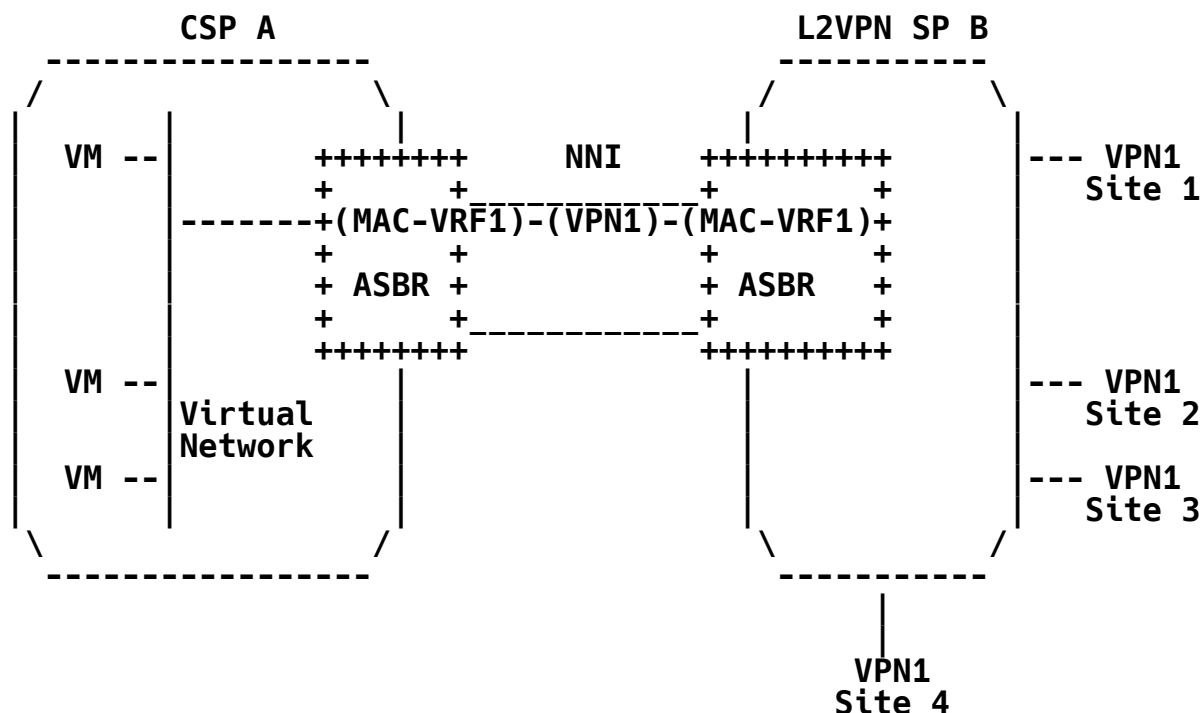 CSP A L2VPN SP B
VM -- NNI --- VPN1
Site 1
-------+(MAC-VRF1)-(VPN1)-(MAC-VRF1)+
+ ASBR + + ASBR +
VM -- --- VPN1
Virtual Site 2
Network
VM -- --- VPN1
Site 3
VPN1
Site 4